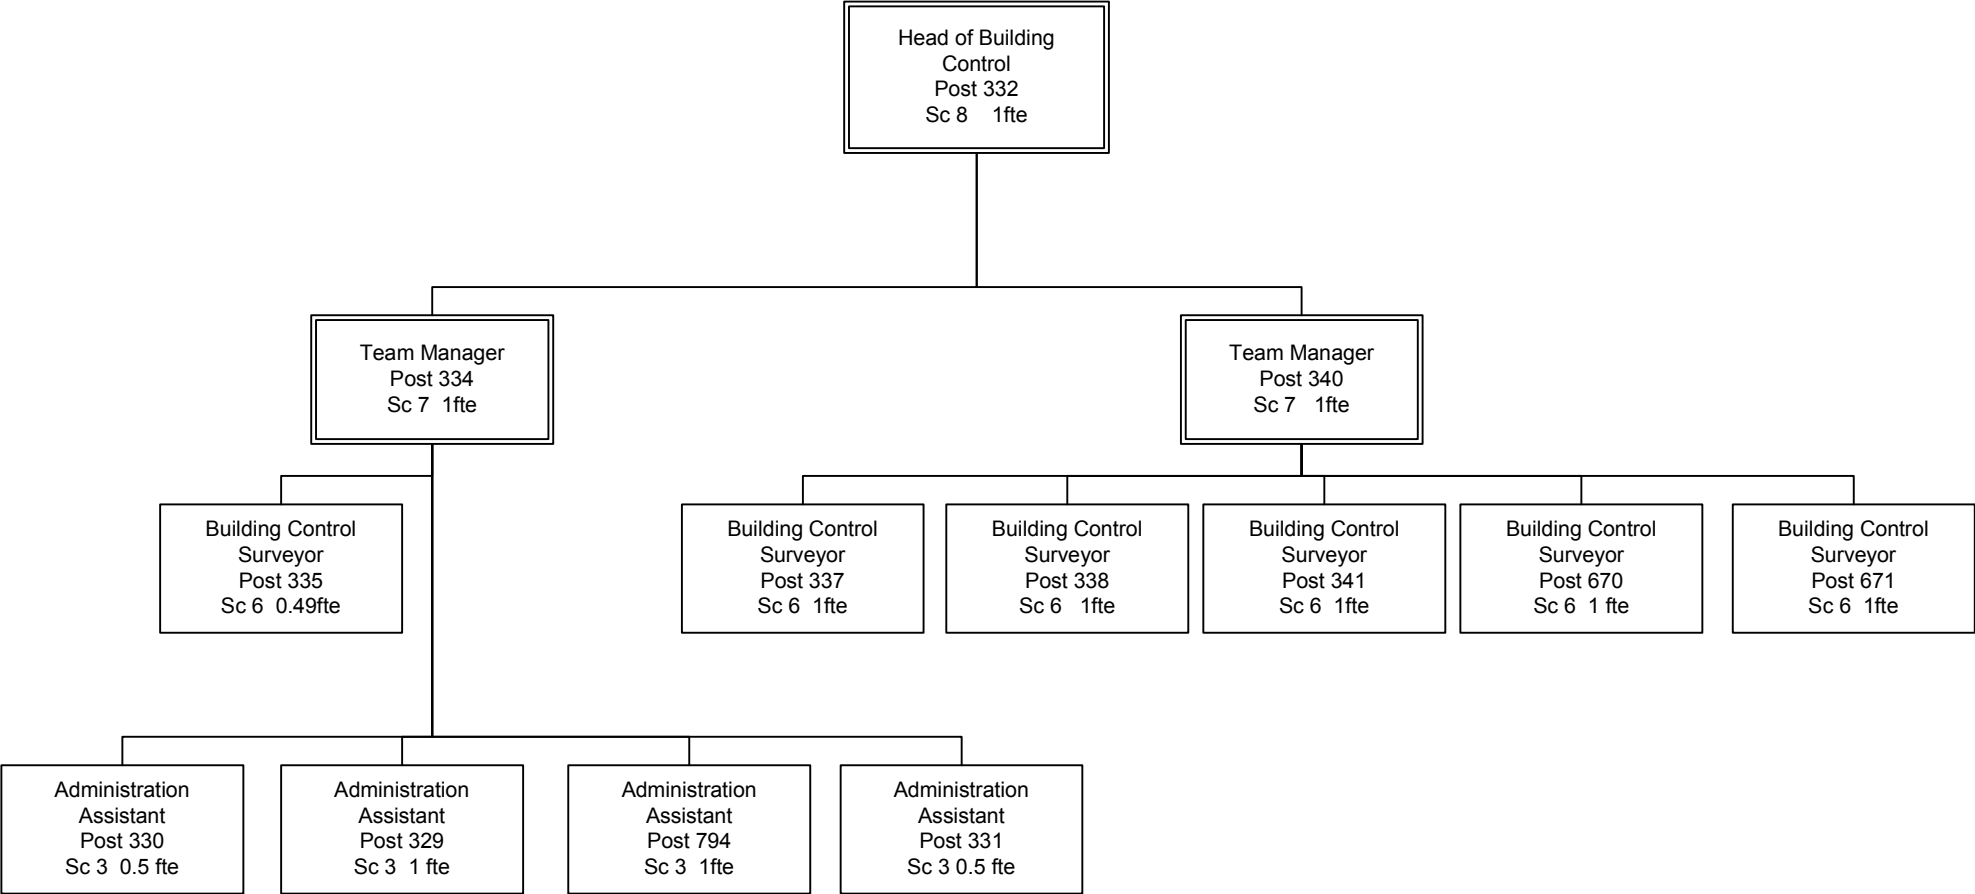 Head of Building
Control
Post 332
Sc 8    1fte
Team Manager
Post 334
Sc 7  1fte
Team Manager
Post 340
Sc 7   1fte
Building Control
Surveyor
Post 335
Sc 6  0.49fte
Building Control
Surveyor
Post 337
Sc 6  1fte
Building Control
Surveyor
Post 338
Sc 6   1fte
Building Control
Surveyor
Post 341
Sc 6  1fte
Building Control
Surveyor
Post 670
Sc 6  1 fte
Building Control
Surveyor
Post 671
Sc 6  1fte
Administration
Assistant
Post 330
Sc 3  0.5 fte
Administration
Assistant
Post 329
Sc 3  1 fte
Administration
Assistant
Post 794
Sc 3  1fte
Administration
Assistant
Post 331
Sc 3 0.5 fte